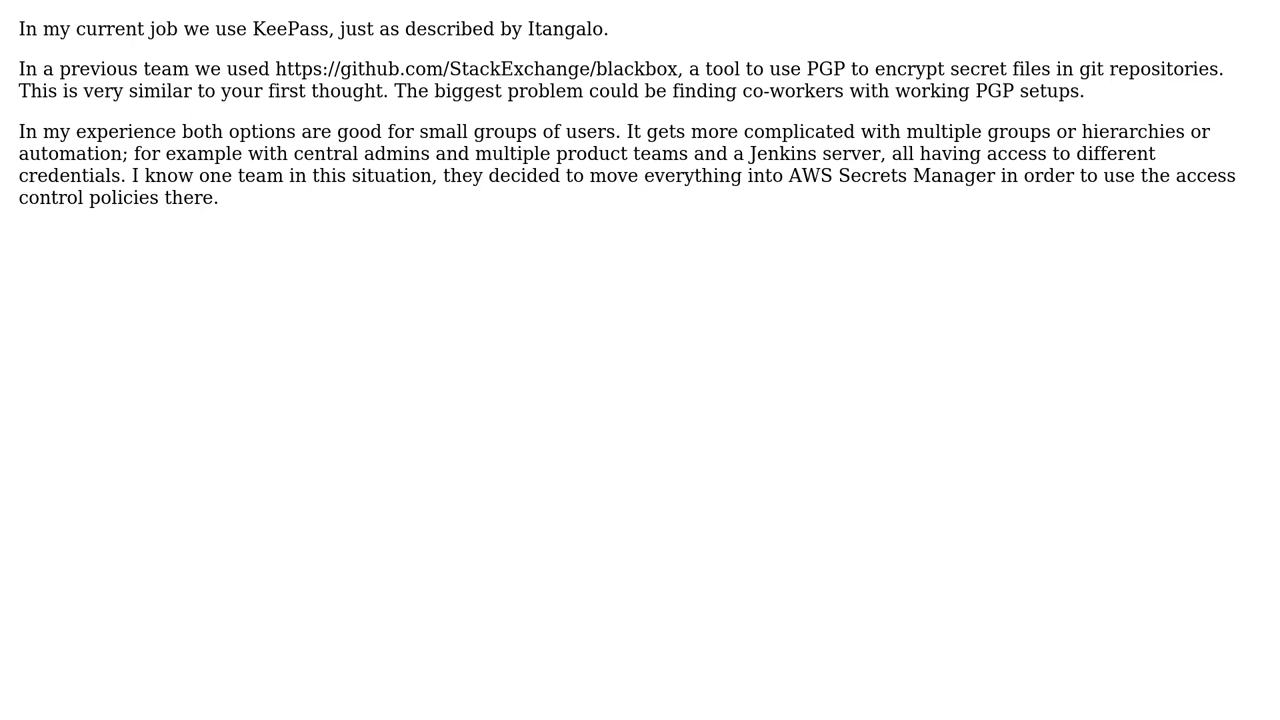 In my current job we use KeePass, just as described by Itangalo.
In a previous team we used https://github.com/StackExchange/blackbox, a tool to use PGP to encrypt secret files in git repositories.
This is very similar to your first thought. The biggest problem could be finding co-workers with working PGP setups.
In my experience both options are good for small groups of users. It gets more complicated with multiple groups or hierarchies or
automation; for example with central admins and multiple product teams and a Jenkins server, all having access to different
credentials. I know one team in this situation, they decided to move everything into AWS Secrets Manager in order to use the access
control policies there.